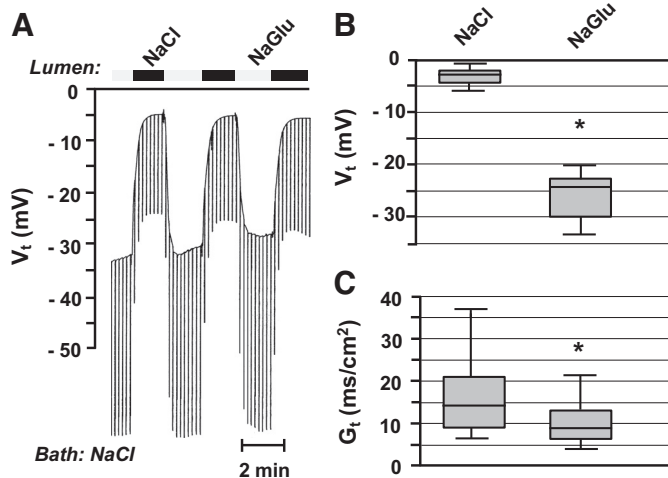 A
Lumen:
NaCl
NaGlu
0
- 10
- 20
- 30
- 40
- 50
Vt (mV)
Bath: NaCl
2 min
B
NaCl
NaGlu
0
- 10
- 20
- 30
Vt (mV)
*
C
40
30
20
10
0
Gt (ms/cm²)
*